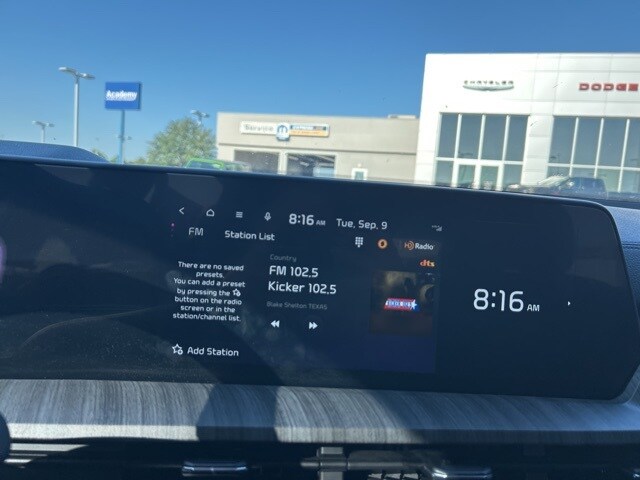 Academy
CHRYSLER
DODGE
Service
8:16 AM
Tue, Sep, 9
FM
Station List
HD Radio
dts
Country
There are no saved
presets.
You can add a preset
by pressing the
button on the radio
screen or in the
station/channel list.
FM 102.5
Kicker 102.5
Blake Shelton TEXAS
Add Station
8:16 AM